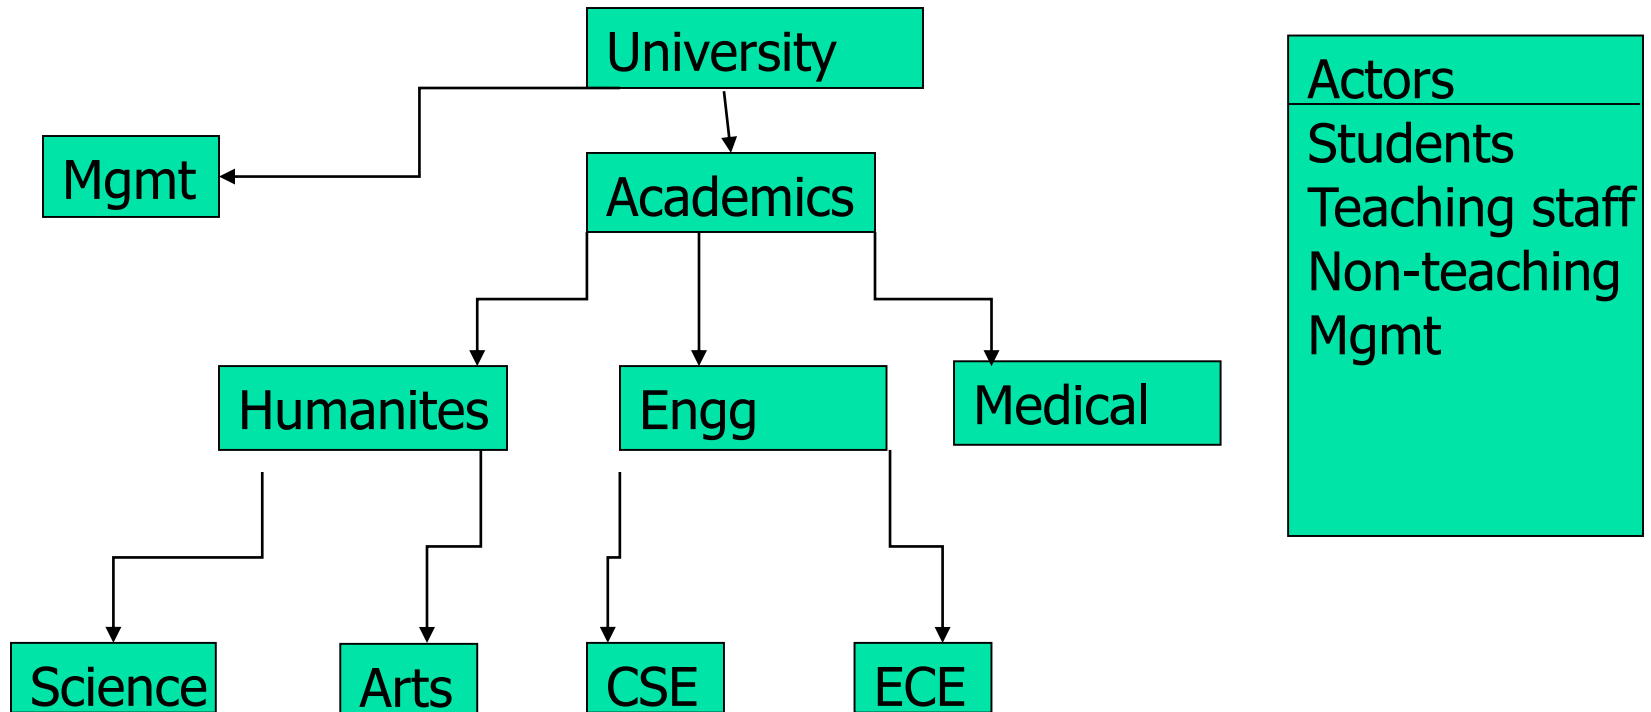 University
Mgmt
Academics
Humanites
Engg
Medical
Science
Arts
CSE
ECE
Actors
Students
Teaching staff
Non-teaching
Mgmt